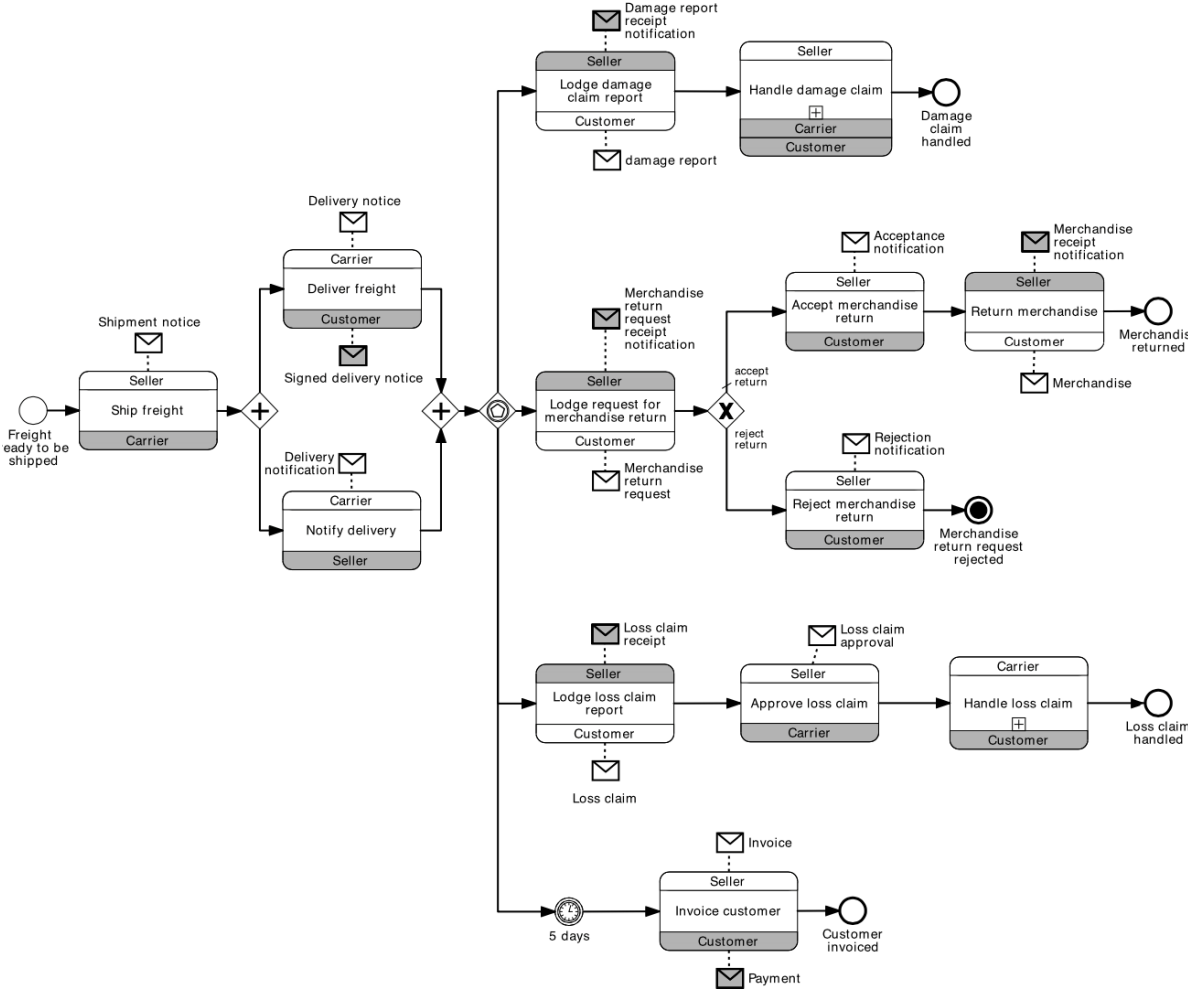 Freight
eady to be
shipped
Shipment notice
Seller
Ship freight
Carrier
Delivery notice
Carrier
Deliver freight
Customer
Signed delivery notice
Delivery
notification
Carrier
Notify delivery
Seller
Damage report
receipt
notification
Seller
Lodge damage
claim report
Customer
damage report
Seller
Handle damage claim
Carrier
Customer
Damage
claim
handled
Merchandise
return
request
receipt
notification
Seller
Lodge request for
merchandise return
Customer
Merchandise
return
request
accept
return
reject
return
Acceptance
notification
Seller
Accept merchandise
return
Customer
Merchandise
receipt
notification
Seller
Return merchandise
Customer
Merchandise
Merchandis
returned
Rejection
notification
Seller
Reject merchandise
return
Customer
Merchandise
return request
rejected
Loss claim
receipt
Seller
Lodge loss claim
report
Customer
Loss claim
Loss claim
approval
Seller
Approve loss claim
Carrier
Carrier
Handle loss claim
Customer
Loss claim
handled
5 days
Invoice
Seller
Invoice customer
Customer
Payment
Customer
invoiced